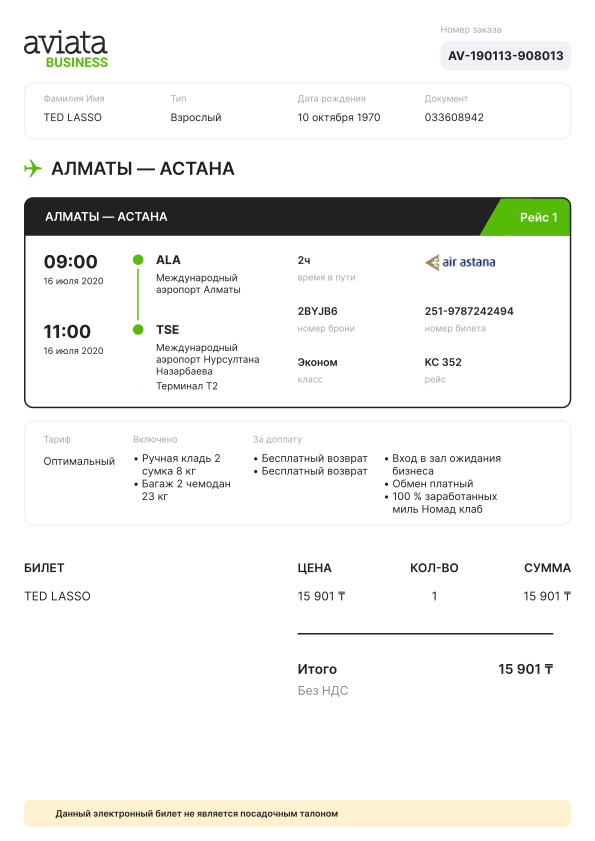 aviata
BUSINESS
Номер заказа
AV-190113-908013
Фамилия Имя
Тип
Дата рождения
Документ
TED LASSO
Взрослый
10 октября 1970
033608942
АЛМАТЫ — АСТАНА
АЛМАТЫ — АСТАНА
Рейс 1
09:00
16 июля 2020
ALA
Международный
аэропорт Алматы
2ч
время в пути
air astana
11:00
16 июля 2020
TSE
Международный
аэропорт Нурсултана
Назарбаева
Терминал T2
2BYJB6
номер брони
251-9787242494
номер билета
Эконом
класс
KC 352
рейс
Тариф
Оптимальный
Включено
• Ручная кладь 2
сумка 8 кг
• Багаж 2 чемодан
23 кг
За доплату
• Бесплатный возврат
• Бесплатный возврат
• Вход в зал ожидания
бизнеса
• Обмен платный
• 100 % заработанных
миль Номад клаб
БИЛЕТ
ЦЕНА
КОЛ-ВО
СУММА
TED LASSO
15 901 ₸
1
15 901 ₸
Итого
15 901 ₸
Без НДС
Данный электронный билет не является посадочным талоном